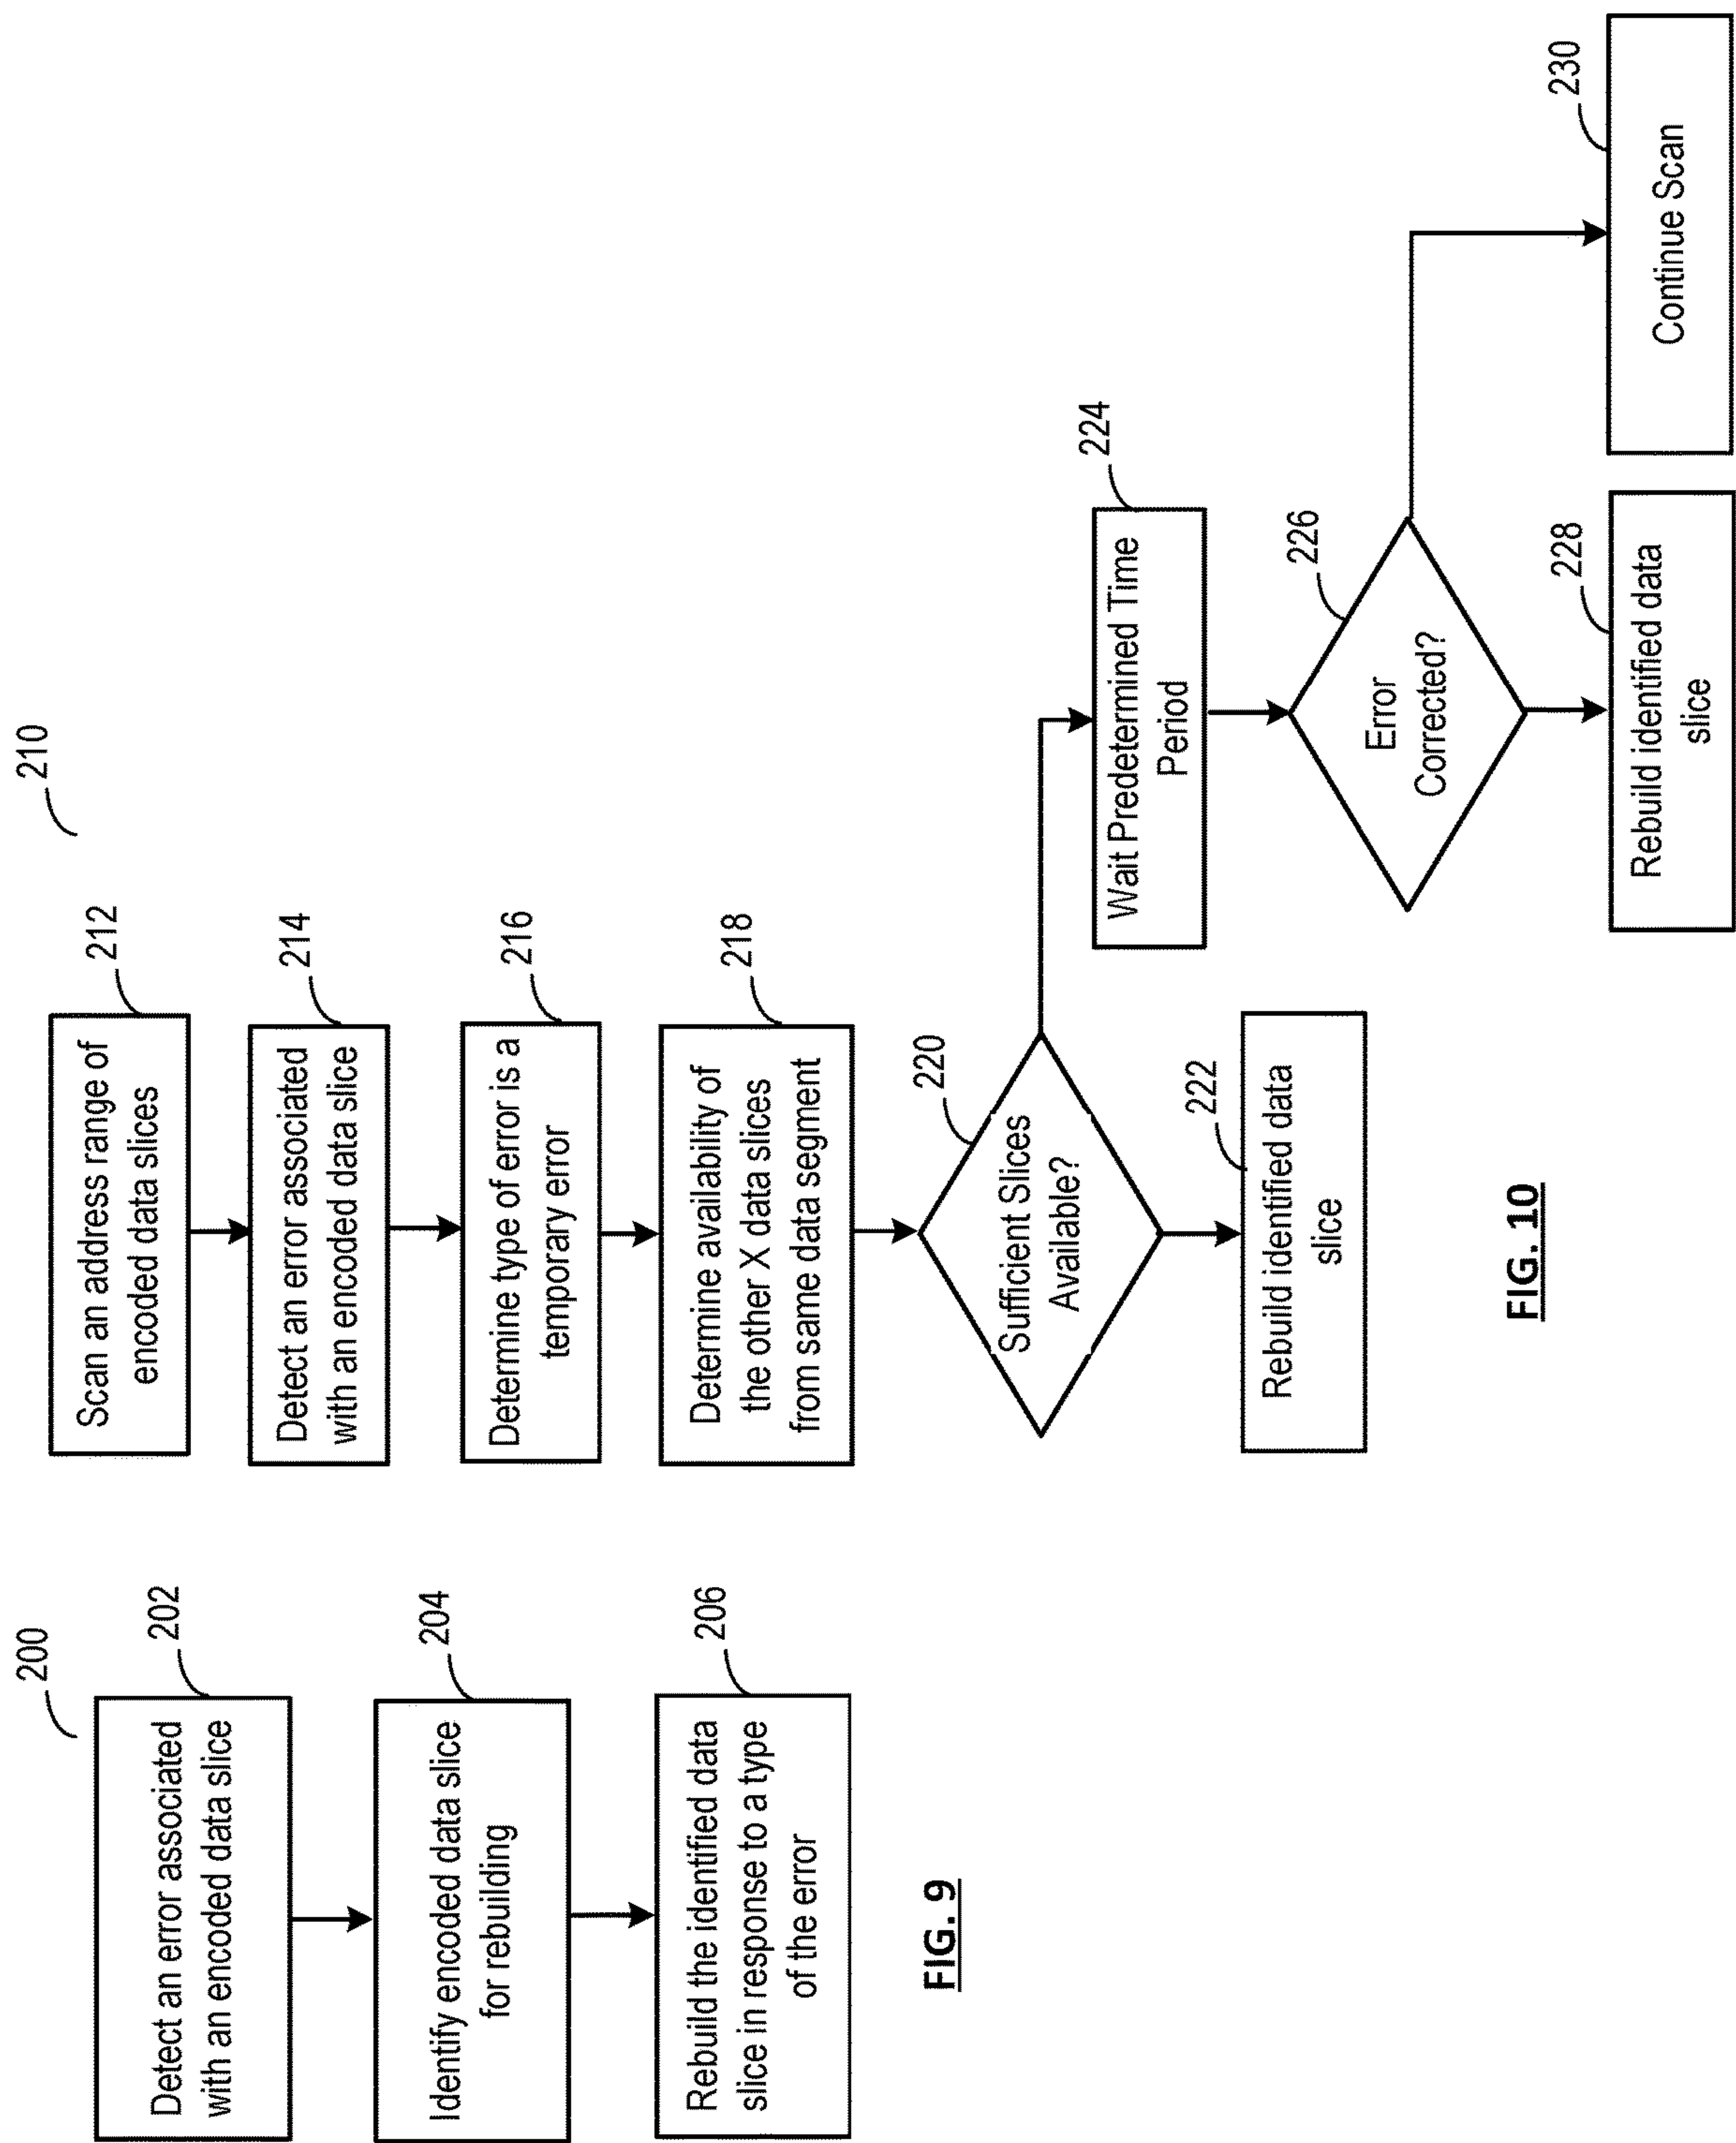 200
202
Detect an error associated
with an encoded data slice
204
Identify encoded data slice
for rebuilding
206
Rebuild the identified data
slice in response to a type
of the error
FIG. 9
210
212
Scan an address range of
encoded data slices
214
Detect an error associated
with an encoded data slice
216
Determine type of error is a
temporary error
218
Determine availability of
the other X data slices
from same data segment
220
Sufficient Slices
Available?
222
Rebuild identified data
slice
224
Wait Predetermined Time
Period
226
Error
Corrected?
228
Rebuild identified data
slice
230
Continue Scan
FIG. 10